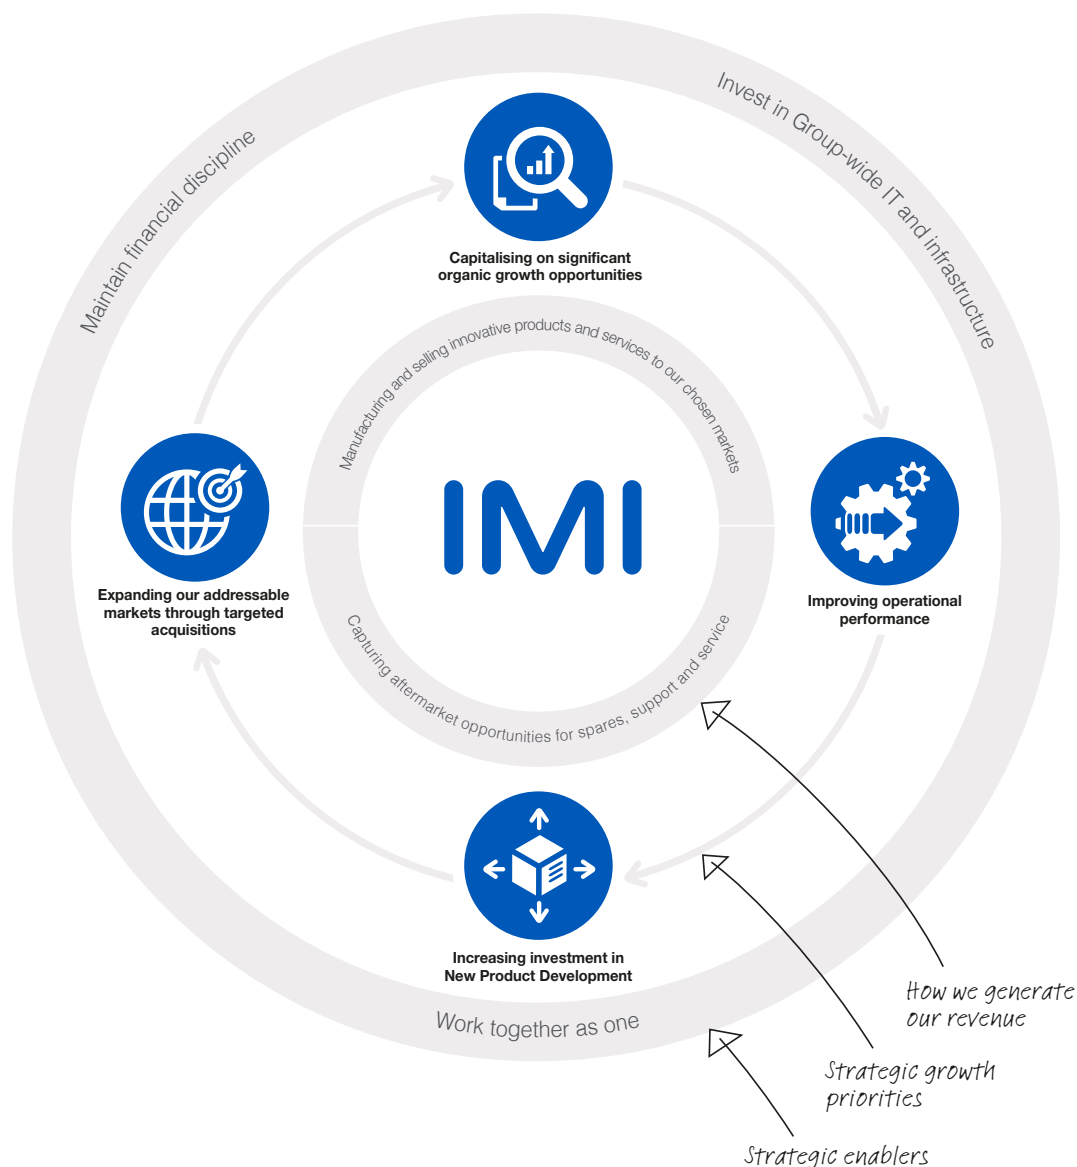 Maintain financial discipline
Invest in Group-wide IT and infrastructure
Capitalising on significant
organic growth opportunities
Manufacturing and selling innovative products and services to our chosen markets
IMI
Expanding our addressable
markets through targeted
acquisitions
Improving operational
performance
Capturing aftermarket opportunities for spares, support and service
Increasing investment in
New Product Development
Work together as one
How we generate
our revenue
Strategic growth
priorities
Strategic enablers